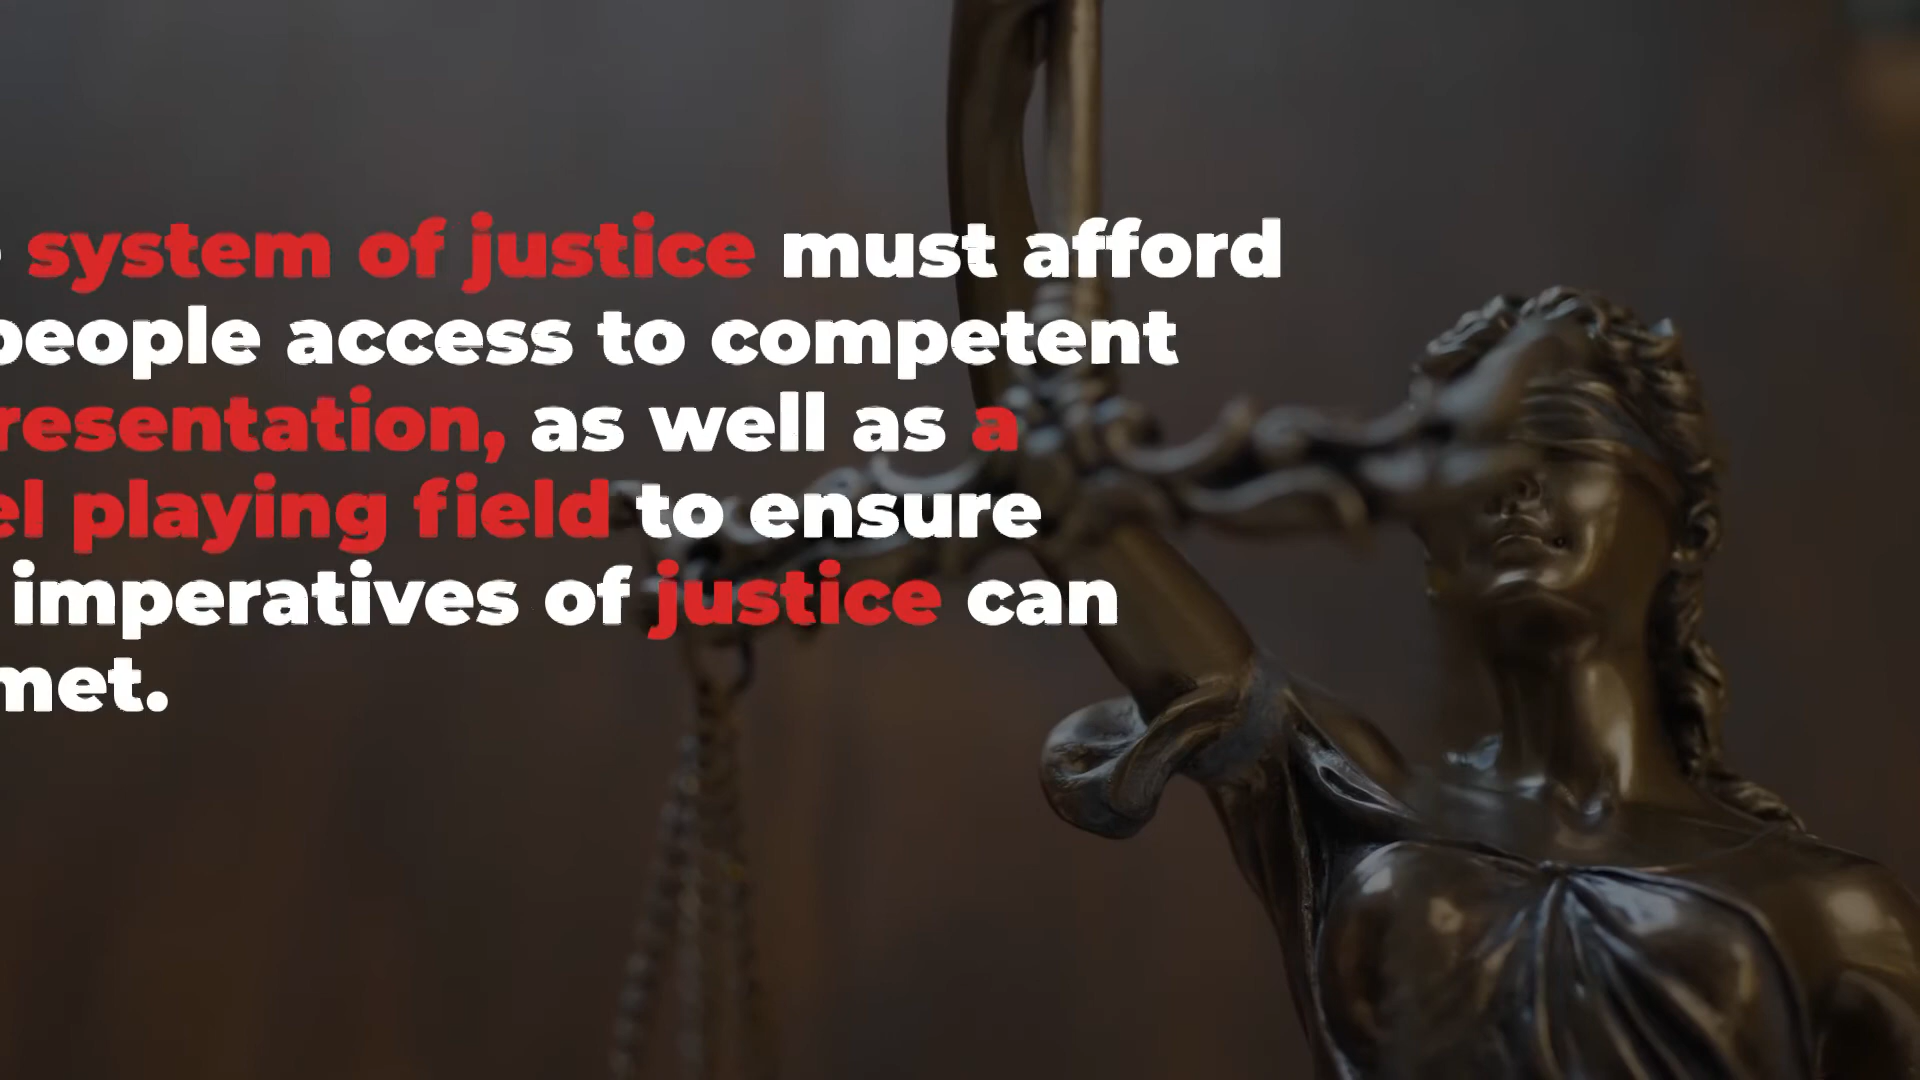 system of justice must afford
people access to competent
resentation, as well as a
el playing field to ensure
imperatives of justice can
met.